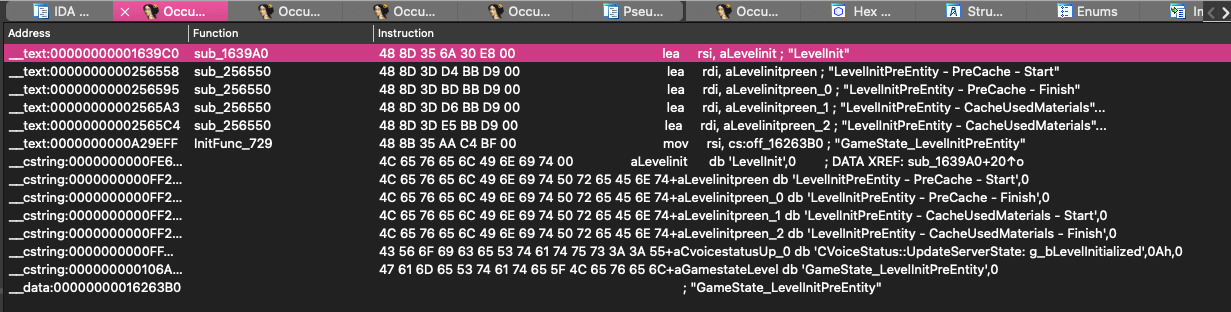 IDA ... Occu... Occu... Occu... Occu... Pseu... Occu... Hex ... Stru... Enums
Address Function Instruction
__text:00000000001639C0 sub_1639A0 48 8D 35 6A 30 E8 00 lea rsi, aLevelinit ; "LevelInit"
__text:0000000000256558 sub_256550 48 8D 3D D4 BB D9 00 lea rdi, aLevelinitpreen ; "LevelInitPreEntity - PreCache - Start"
__text:0000000000256595 sub_256550 48 8D 3D BD BB D9 00 lea rdi, aLevelinitpreen_0 ; "LevelInitPreEntity - PreCache - Finish"
__text:00000000002565A3 sub_256550 48 8D 3D D6 BB D9 00 lea rdi, aLevelinitpreen_1 ; "LevelInitPreEntity - CacheUsedMaterials"...
__text:00000000002565C4 sub_256550 48 8D 3D E5 BB D9 00 lea rdi, aLevelinitpreen_2 ; "LevelInitPreEntity - CacheUsedMaterials"...
__text:0000000000A29EFF InitFunc_729 48 8B 35 AA C4 BF 00 mov rsi, cs:off_16263B0 ; "GameState_LevelInitPreEntity"
__cstring:0000000000FE6... 4C 65 76 65 6C 49 6E 69 74 00 aLevelinit db 'LevelInit',0 ; DATA XREF: sub_1639A0+20↑o
__cstring:0000000000FF2... 4C 65 76 65 6C 49 6E 69 74 50 72 65 45 6E 74+aLevelinitpreen db 'LevelInitPreEntity - PreCache - Start',0
__cstring:0000000000FF2... 4C 65 76 65 6C 49 6E 69 74 50 72 65 45 6E 74+aLevelinitpreen_0 db 'LevelInitPreEntity - PreCache - Finish',0
__cstring:0000000000FF2... 4C 65 76 65 6C 49 6E 69 74 50 72 65 45 6E 74+aLevelinitpreen_1 db 'LevelInitPreEntity - CacheUsedMaterials - Start',0
__cstring:0000000000FF2... 4C 65 76 65 6C 49 6E 69 74 50 72 65 45 6E 74+aLevelinitpreen_2 db 'LevelInitPreEntity - CacheUsedMaterials - Finish',0
__cstring:0000000000FF... 43 56 6F 69 63 65 53 74 61 74 75 73 3A 3A 55+aCvoicestatusUp_0 db 'CVoiceStatus::UpdateServerState: g_bLevelInitialized',0Ah,0
__cstring:000000000106A... 47 61 6D 65 53 74 61 74 65 5F 4C 65 76 65 6C+aGamestateLevel db 'GameState_LevelInitPreEntity',0
__data:00000000016263B0 ; "GameState_LevelInitPreEntity"